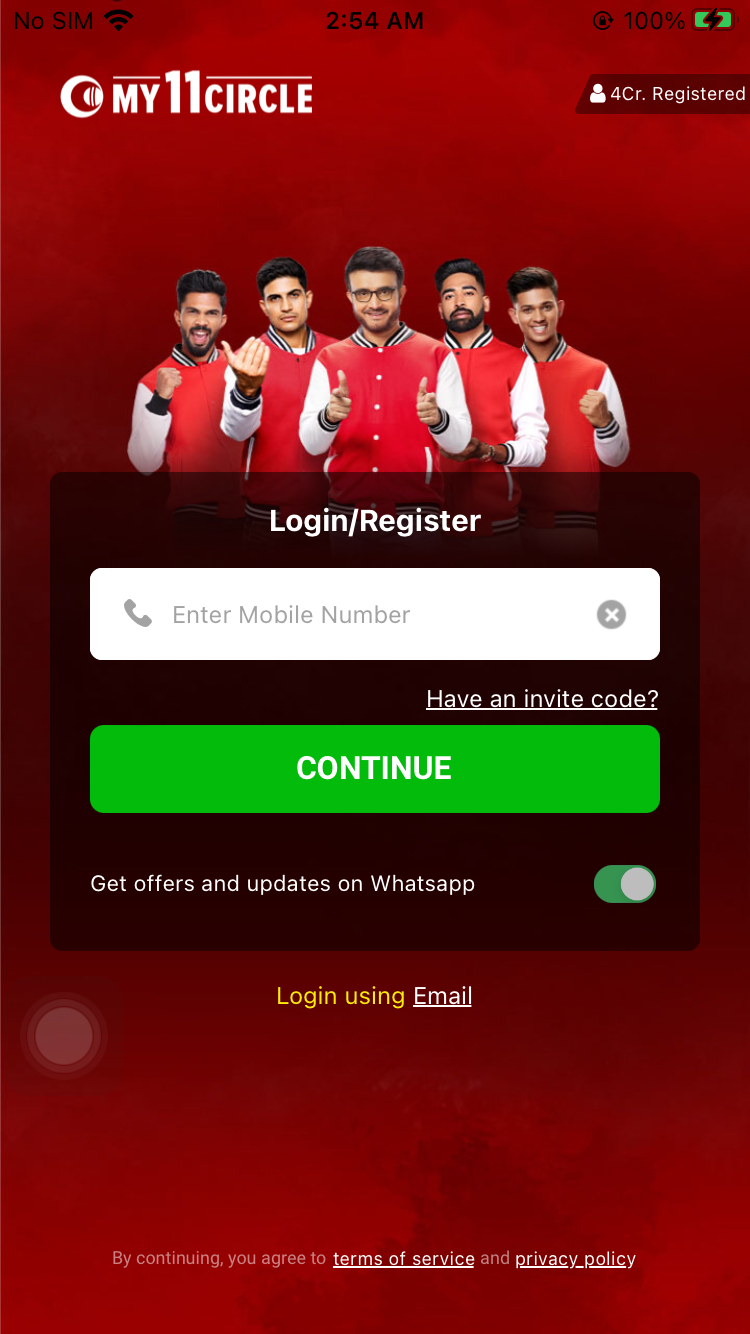 No SIM 2:54 AM 100%
MY11CIRCLE
4Cr. Registered
Login/Register
Enter Mobile Number
Have an invite code?
CONTINUE
Get offers and updates on Whatsapp
Login using Email
By continuing, you agree to terms of service and privacy policy